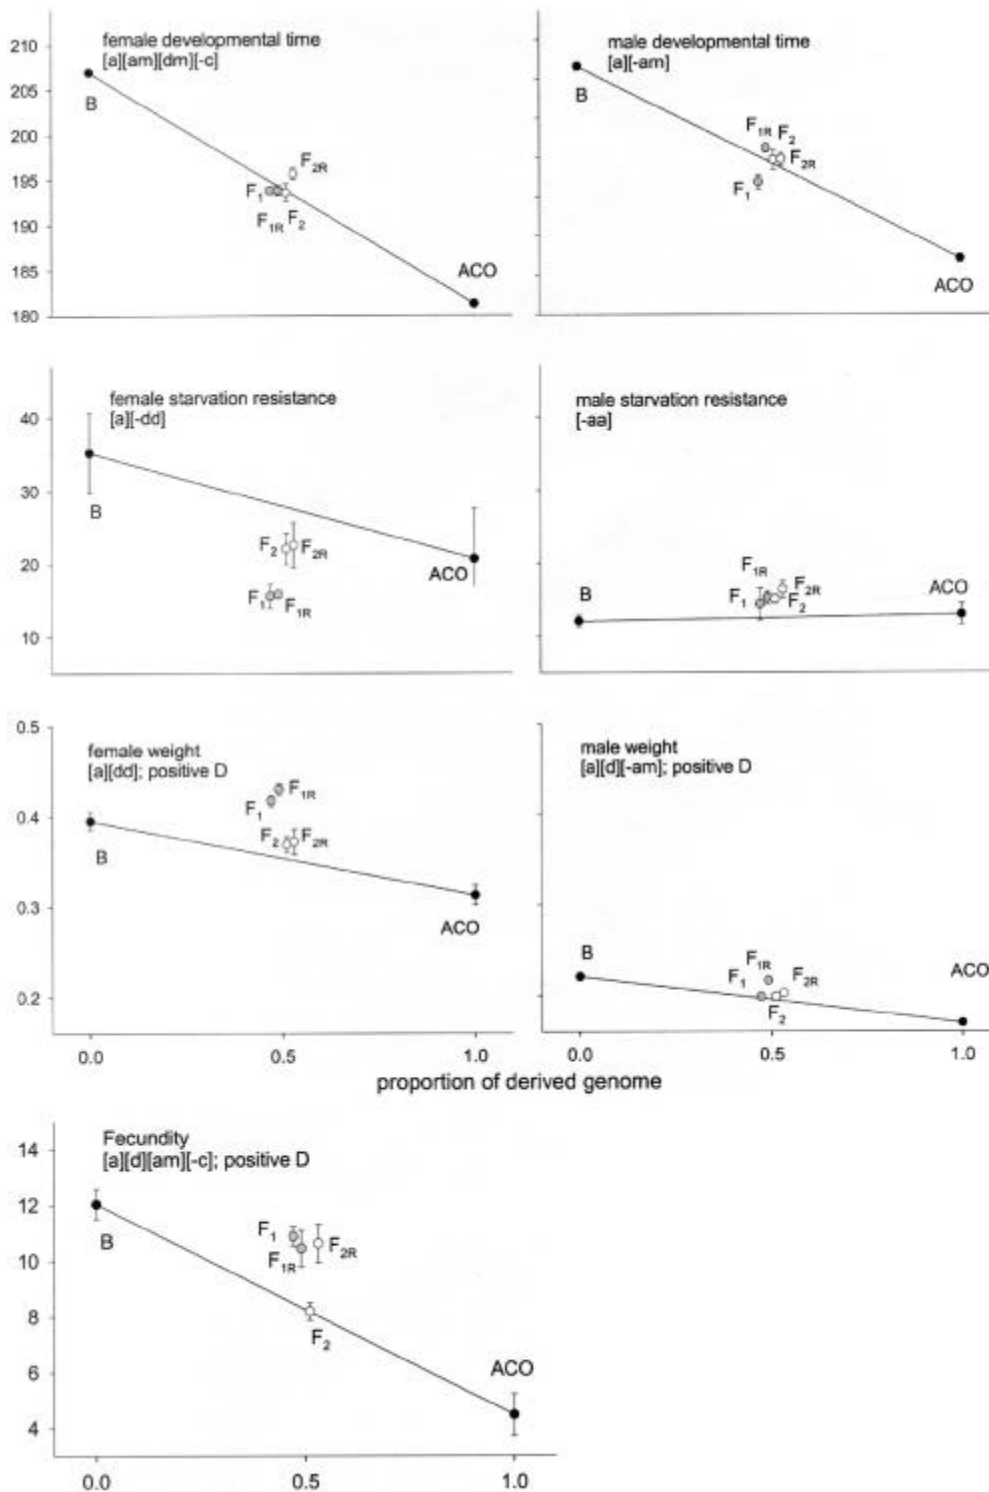 female developmental time
[a][am][dm][-c]
210
205
200
195
190
185
180
B
F1
F1R
F2
F2R
ACO
male developmental time
[a][-am]
B
F1R
F2
F2R
F1
ACO
female starvation resistance
[a][-dd]
40
30
20
10
B
F2
F2R
F1
F1R
ACO
male starvation resistance
[-aa]
B
F1R
F1
F2R
F2
ACO
female weight
[a][dd]; positive D
0.5
0.4
0.3
0.2
B
F1R
F1
F2
F2R
ACO
0.0
0.5
1.0
male weight
[a][d][-am]; positive D
B
F1R
F1
F2R
F2
ACO
0.0
0.5
1.0
proportion of derived genome
Fecundity
[a][d][am][-c]; positive D
14
12
10
8
6
4
B
F1
F1R
F2R
F2
ACO
0.0
0.5
1.0